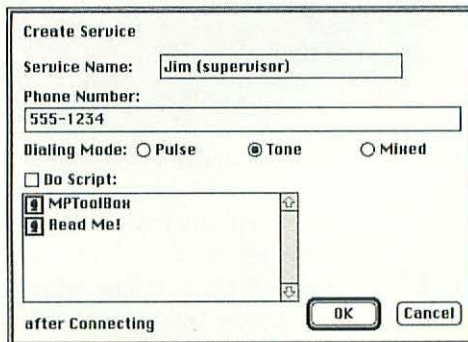 Create Service
Service Name: Jim (supervisor)
Phone Number:
555-1234
Dialing Mode: Pulse Tone Mixed
Do Script:
MPToolBox
Read Me!
after Connecting
OK Cancel